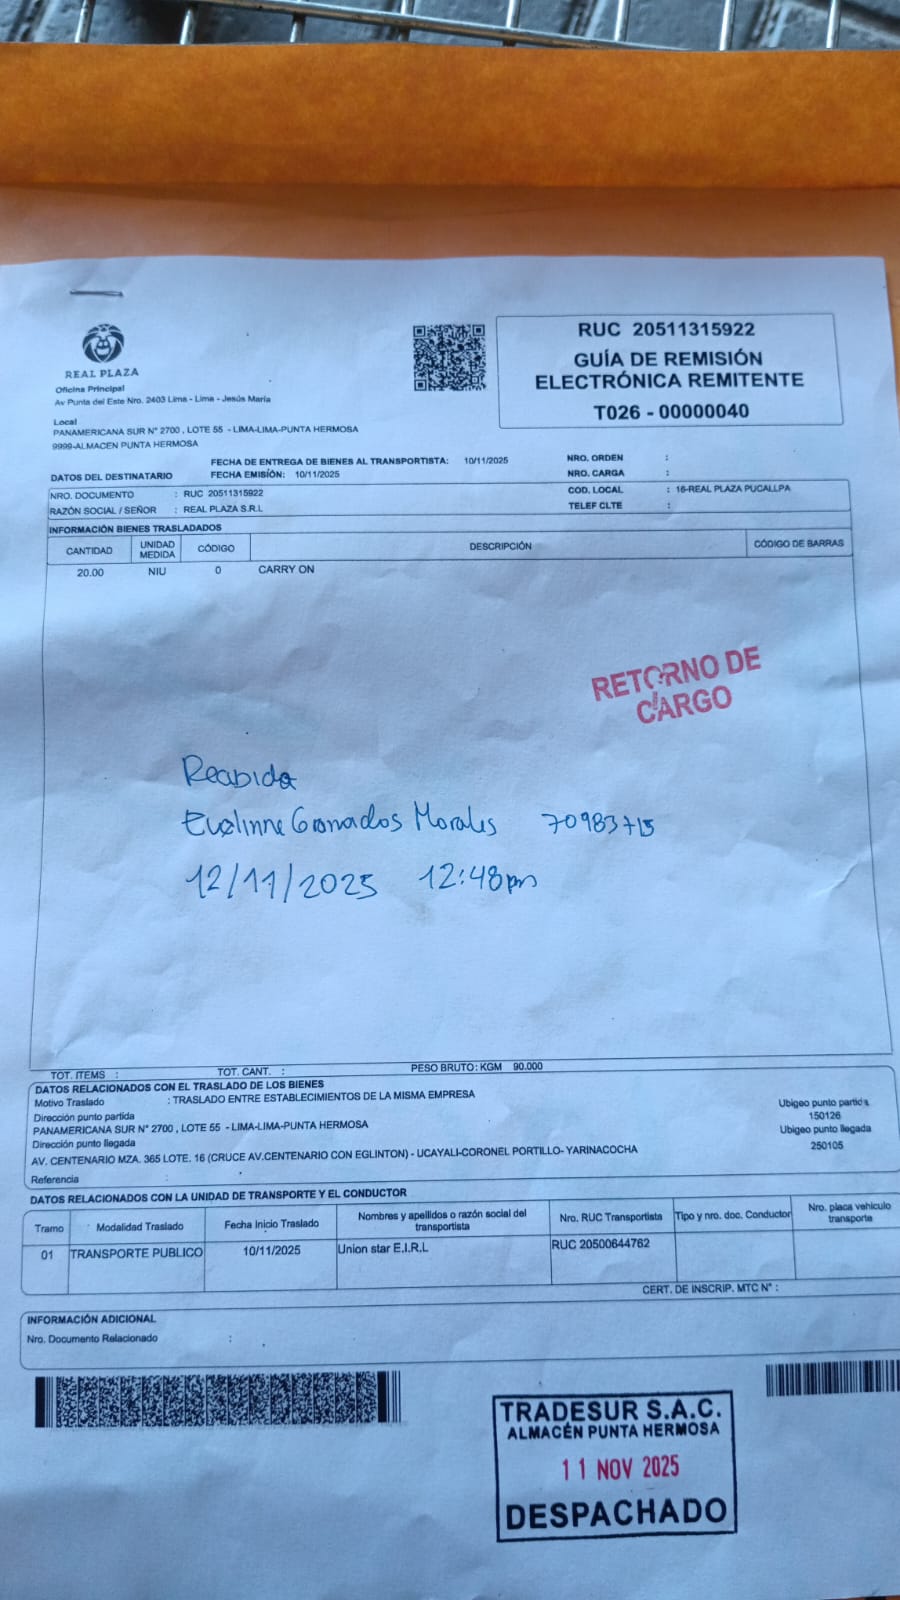 REAL PLAZA
Oficina Principal
Av Punta del Este Nro. 2403 Lima - Lima - Jesús María
Local
PANAMERICANA SUR N° 2700 , LOTE 55 - LIMA-LIMA-PUNTA HERMOSA
9999-ALMACEN PUNTA HERMOSA
RUC 20511315922
GUÍA DE REMISIÓN
ELECTRÓNICA REMITENTE
T026 - 00000040
FECHA DE ENTREGA DE BIENES AL TRANSPORTISTA: 10/11/2025
NRO. ORDEN :
DATOS DEL DESTINATARIO FECHA EMISIÓN: 10/11/2025
NRO. CARGA :
NRO. DOCUMENTO : RUC 20511315922
COD. LOCAL : 16-REAL PLAZA PUCALLPA
RAZÓN SOCIAL / SEÑOR : REAL PLAZA S.R.L
TELEF CLTE :
INFORMACIÓN BIENES TRASLADADOS
CANTIDAD UNIDAD MEDIDA CÓDIGO DESCRIPCIÓN CÓDIGO DE BARRAS
20.00 NIU 0 CARRY ON
RETORNO DE
CARGO
Recibido
Evelinne Granados Morales 70983715
12/11/2025 12:48pm
TOT. ITEMS : TOT. CANT. : PESO BRUTO: KGM 90.000
DATOS RELACIONADOS CON EL TRASLADO DE LOS BIENES
Motivo Traslado : TRASLADO ENTRE ESTABLECIMIENTOS DE LA MISMA EMPRESA
Dirección punto partida
Ubigeo punto partida
PANAMERICANA SUR N° 2700 , LOTE 55 - LIMA-LIMA-PUNTA HERMOSA
150126
Dirección punto llegada
Ubigeo punto llegada
AV. CENTENARIO MZA. 365 LOTE. 16 (CRUCE AV.CENTENARIO CON EGLINTON) - UCAYALI-CORONEL PORTILLO- YARINACOCHA
250105
Referencia :
DATOS RELACIONADOS CON LA UNIDAD DE TRANSPORTE Y EL CONDUCTOR
Tramo : Modalidad Traslado Fecha Inicio Traslado Nombres y apellidos o razón social del transportista Nro. RUC Transportista Tipo y nro. doc. Conductor Nro. placa vehiculo transporte
01 TRANSPORTE PUBLICO 10/11/2025 Union star E.I.R.L RUC 20500644762
CERT. DE INSCRIP. MTC N° :
INFORMACIÓN ADICIONAL
Nro. Documento Relacionado :
TRADESUR S.A.C.
ALMACÉN PUNTA HERMOSA
11 NOV 2025
DESPACHADO